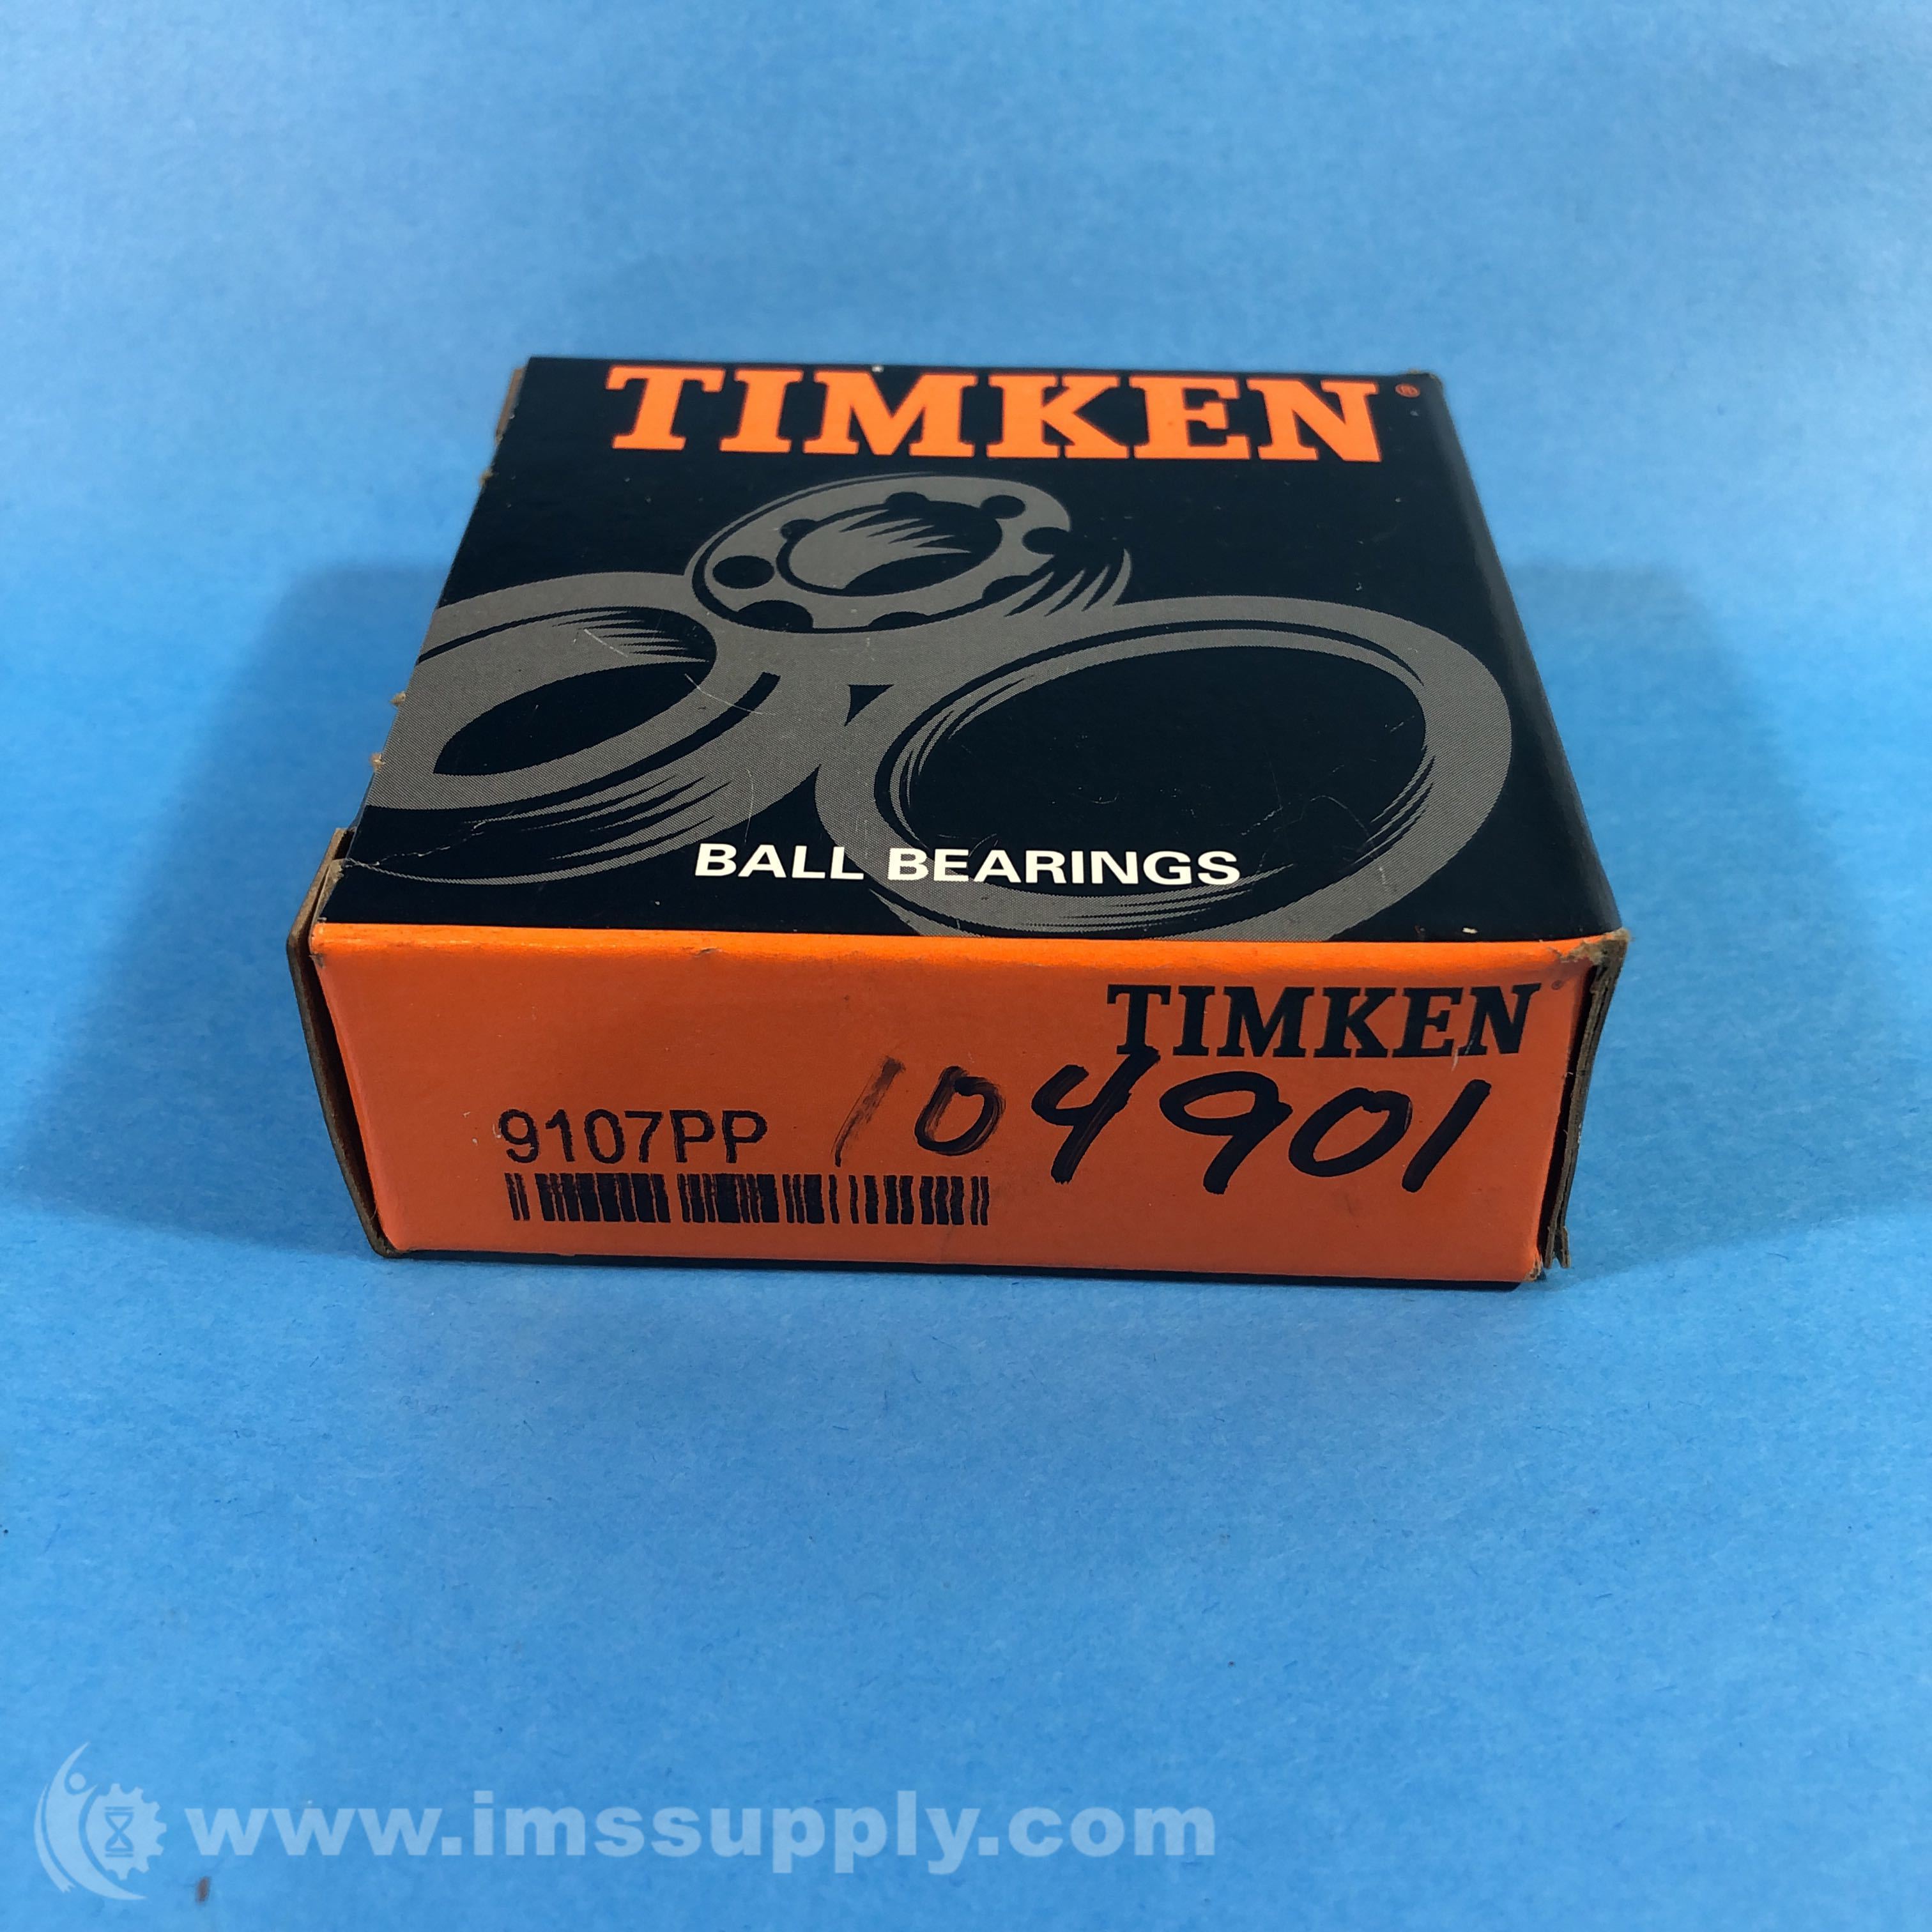 TIMKEN®
BALL BEARINGS
TIMKEN
9107PP 104901
www.imssupply.com